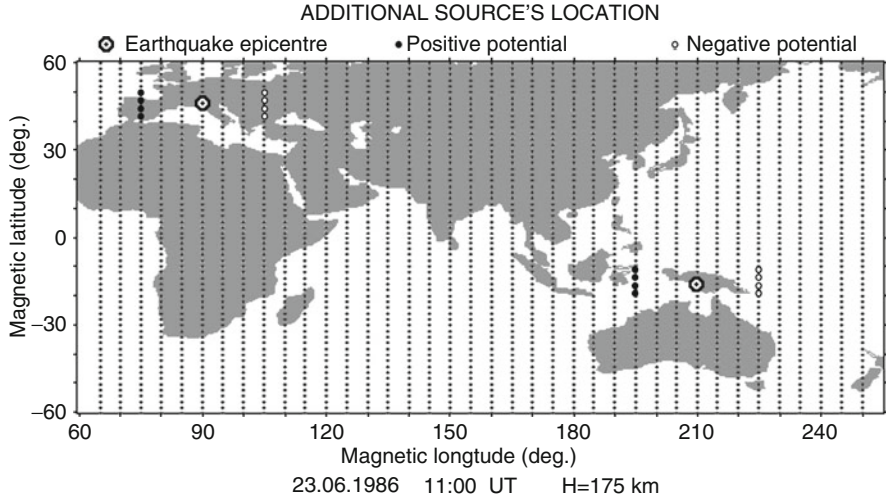 ADDITIONAL SOURCE'S LOCATION
Earthquake epicentre Positive potential Negative potential
60
30
0
−30
−60
Magnetic latitude (deg.)
60 90 120 150 180 210 240
Magnetic longtude (deg.)
23.06.1986 11:00 UT H=175 km